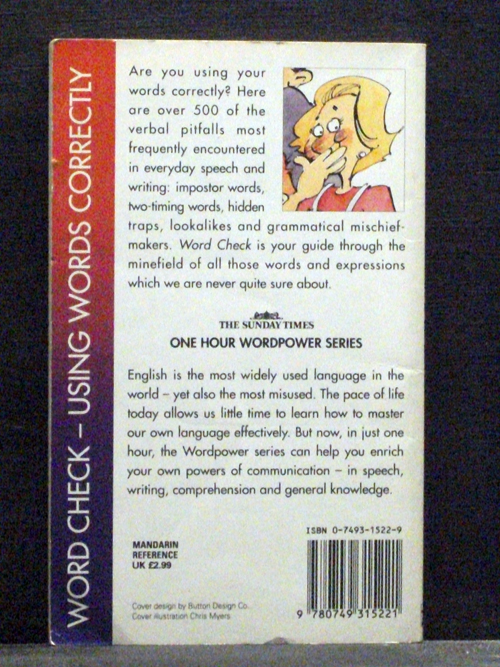 WORD CHECK – USING WORDS CORRECTLY
Are you using your
words correctly? Here
are over 500 of the
verbal pitfalls most
frequently encountered
in everyday speech and
writing: impostor words,
two-timing words, hidden
traps, lookalikes and grammatical mischief-
makers. Word Check is your guide through the
minefield of all those words and expressions
which we are never quite sure about.
THE SUNDAY TIMES
ONE HOUR WORDPOWER SERIES
English is the most widely used language in the
world – yet also the most misused. The pace of life
today allows us little time to learn how to master
our own language effectively. But now, in just one
hour, the Wordpower series can help you enrich
your own powers of communication – in speech,
writing, comprehension and general knowledge.
ISBN 0-7493-1522-9
MANDARIN
REFERENCE
UK £2.99
Cover design by Button Design Co.
Cover illustration Chris Myers
9 780749 315221